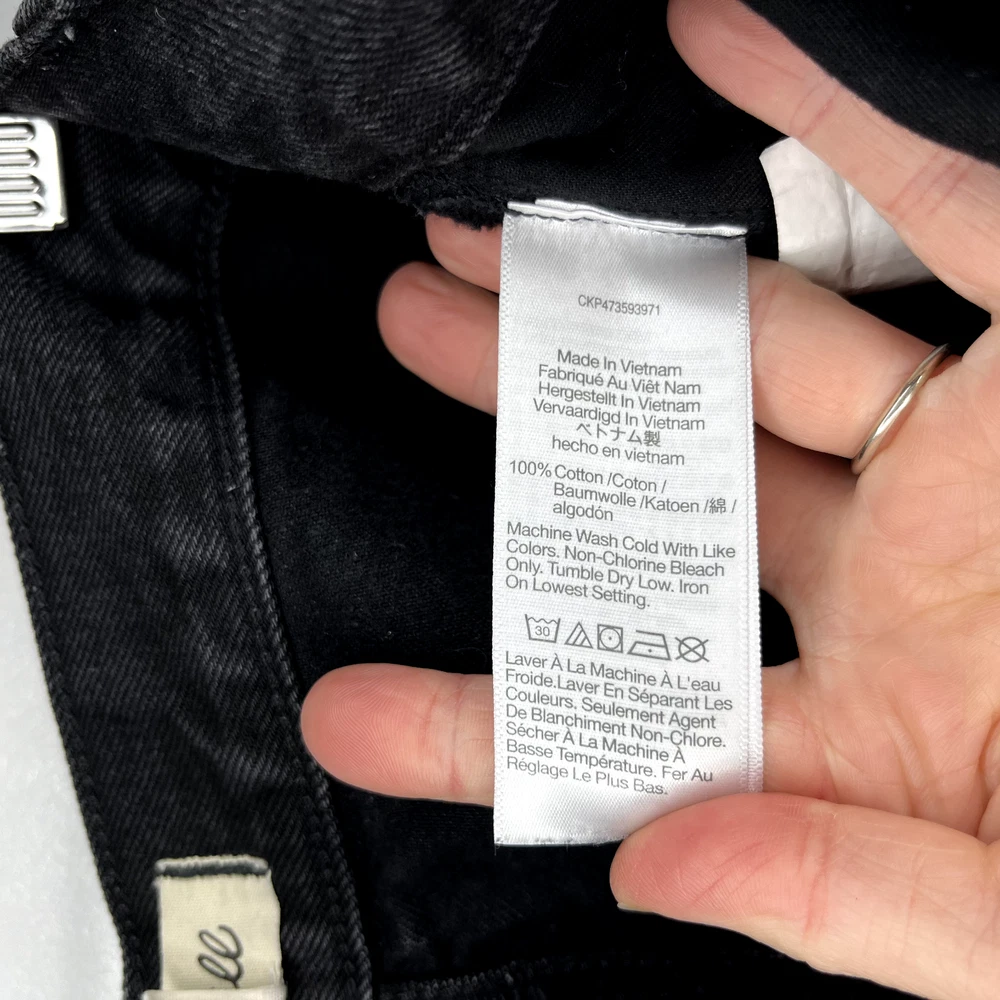 CKP473593971
Made In Vietnam
Fabriqué Au Việt Nam
Hergestellt In Vietnam
Vervaardigd In Vietnam
ベトナム製
hecho en vietnam
100% Cotton /Coton /
Baumwolle /Katoen /綿 /
algodón
Machine Wash Cold With Like
Colors. Non-Chlorine Bleach
Only. Tumble Dry Low. Iron
On Lowest Setting.
30
Laver À La Machine À L'eau
Froide.Laver En Séparant Les
Couleurs. Seulement Agent
De Blanchiment Non-Chlore.
Sécher À La Machine À
Basse Température. Fer Au
Réglage Le Plus Bas.
ell